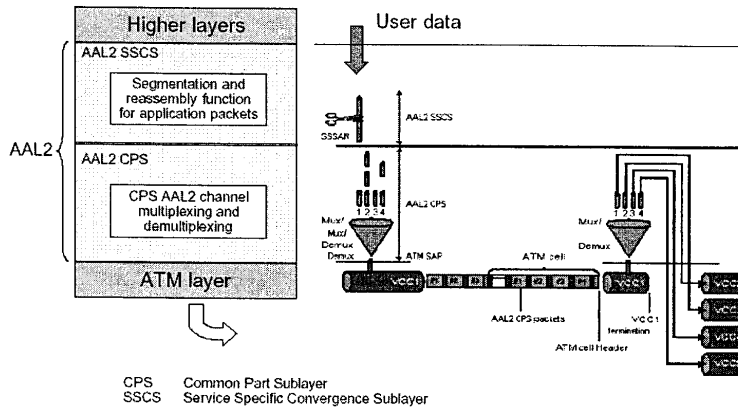 Higher layers
AAL2 SSCS
Segmentation and
reassembly function
for application packets
AAL2
AAL2 CPS
CPS AAL2 channel
multiplexing and
demultiplexing
ATM layer
User data
SSSAR
AAL2 SSCS
AAL2 CPS
1 2 3 4
Mux/
Mux/
Demux
Demux
ATM SAP
VCC1
ATM cell
AAL2 CPS packets
ATM cell Header
1 2 3 4
Mux/
Demux
VCC1
VCC1
termination
CPS Common Part Sublayer
SSCS Service Specific Convergence Sublayer